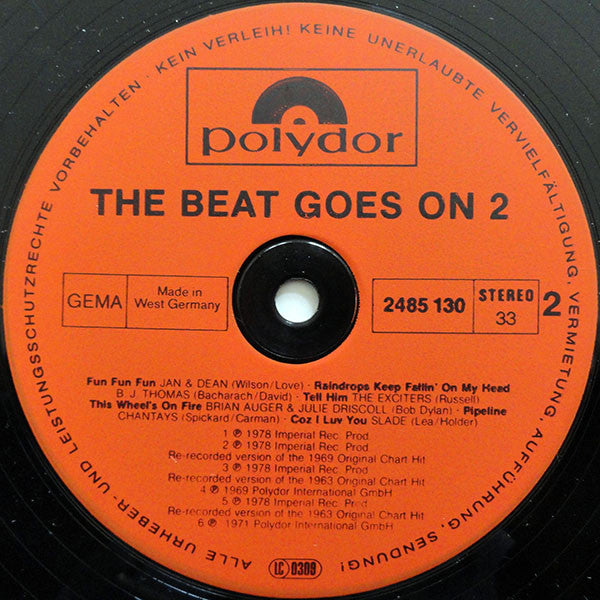 ALLE URHEBER- UND LEISTUNGSSCHUTZRECHTE VORBEHALTEN · KEIN VERLEIH! KEINE UNERLAUBTE VERVIELFÄLTIGUNG, VERMIETUNG, AUFFÜHRUNG, SENDUNG!
polydor
THE BEAT GOES ON 2
GEMA
Made in
West Germany
2485 130
STEREO
33
2
Fun Fun Fun JAN & DEAN (Wilson/Love) · Raindrops Keep Fallin' On My Head
B. J. THOMAS (Bacharach/David) · Tell Him THE EXCITERS (Russell)
This Wheel's On Fire BRIAN AUGER & JULIE DRISCOLL (Bob Dylan) · Pipeline
CHANTAYS (Spickard/Carman) · Coz I Luv You SLADE (Lea/Holder)
1 ℗ 1978 Imperial Rec. Prod
2 ℗ 1978 Imperial Rec. Prod.
Re-recorded version of the 1969 Original Chart Hit
3 ℗ 1978 Imperial Rec. Prod.
Re-recorded version of the 1963 Original Chart Hit
4 ℗ 1969 Polydor International GmbH
5 ℗ 1978 Imperial Rec. Prod
Re-recorded version of the 1963 Original Chart Hit
6 ℗ 1971 Polydor International GmbH
LC 0309